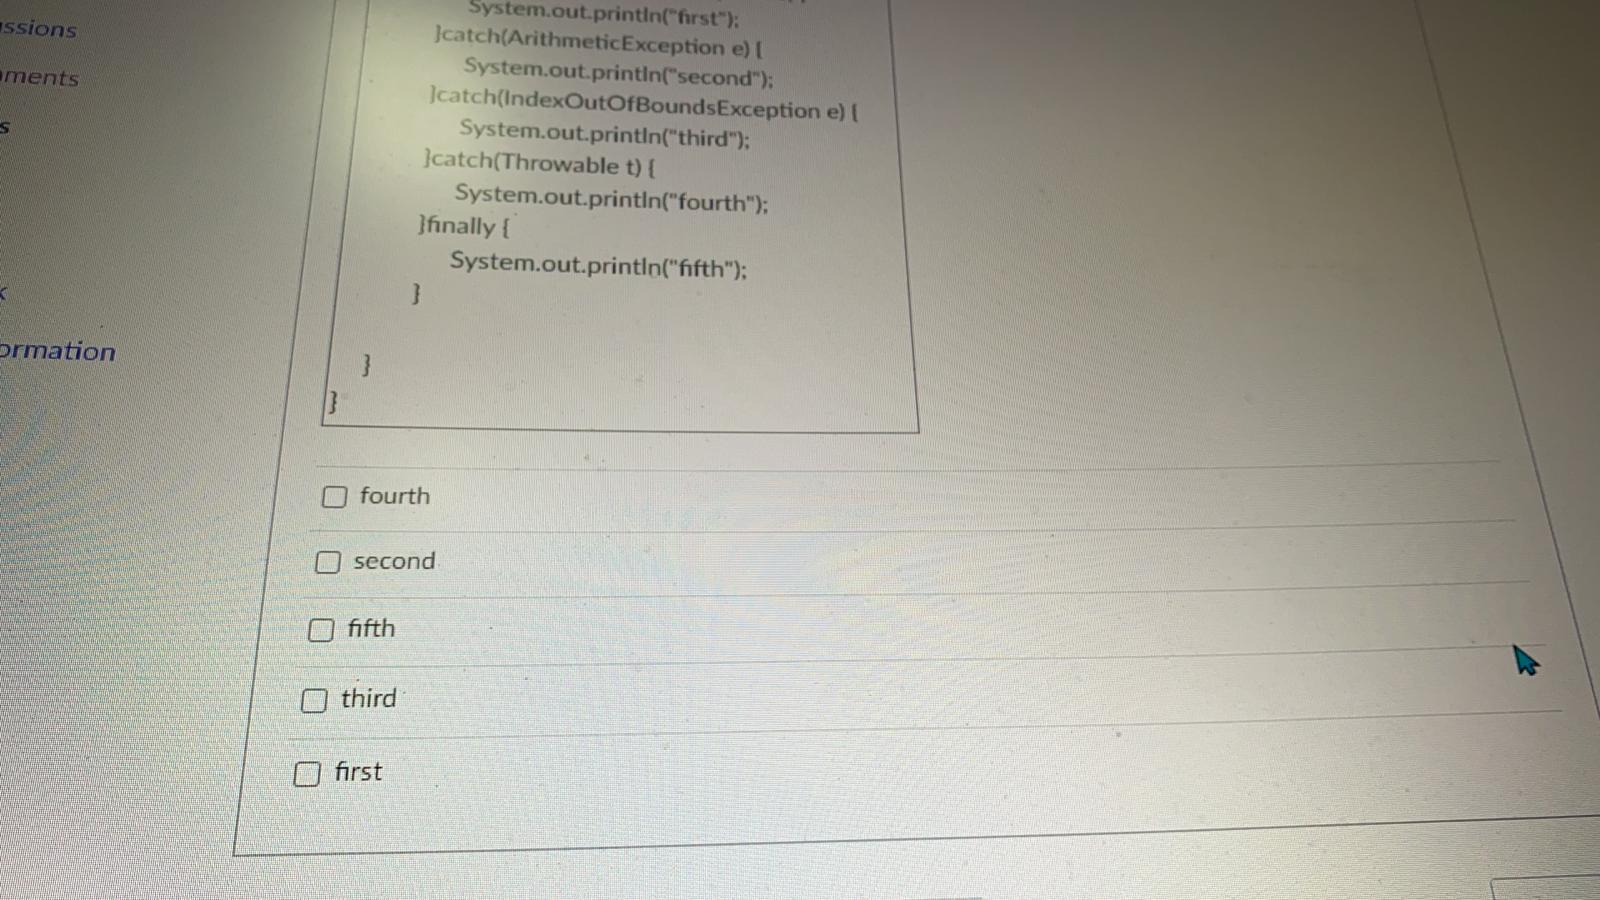 ssions
ments
s
ormation
System.out.println("first");
}catch(ArithmeticException e) {
System.out.println("second");
}catch(IndexOutOfBoundsException e) {
System.out.println("third");
}catch(Throwable t) {
System.out.println("fourth");
}finally {
System.out.println("fifth");
}
}
}
fourth
second
fifth
third
first